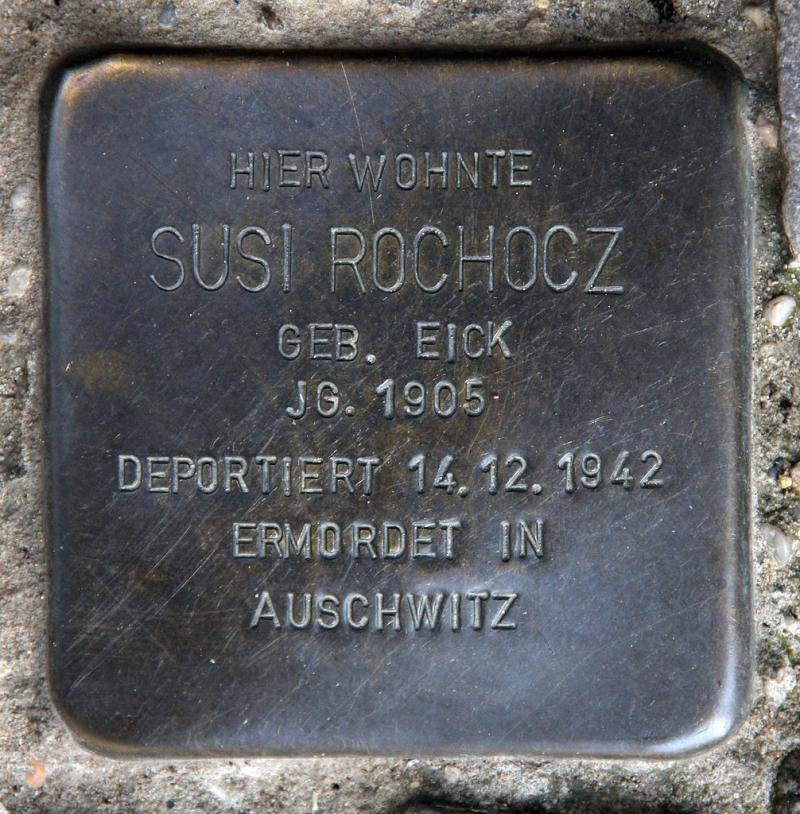 HIER WOHNTE
SUSI ROCHOCZ
GEB. EICK
JG. 1905
DEPORTIERT 14.12.1942
ERMORDET IN
AUSCHWITZ